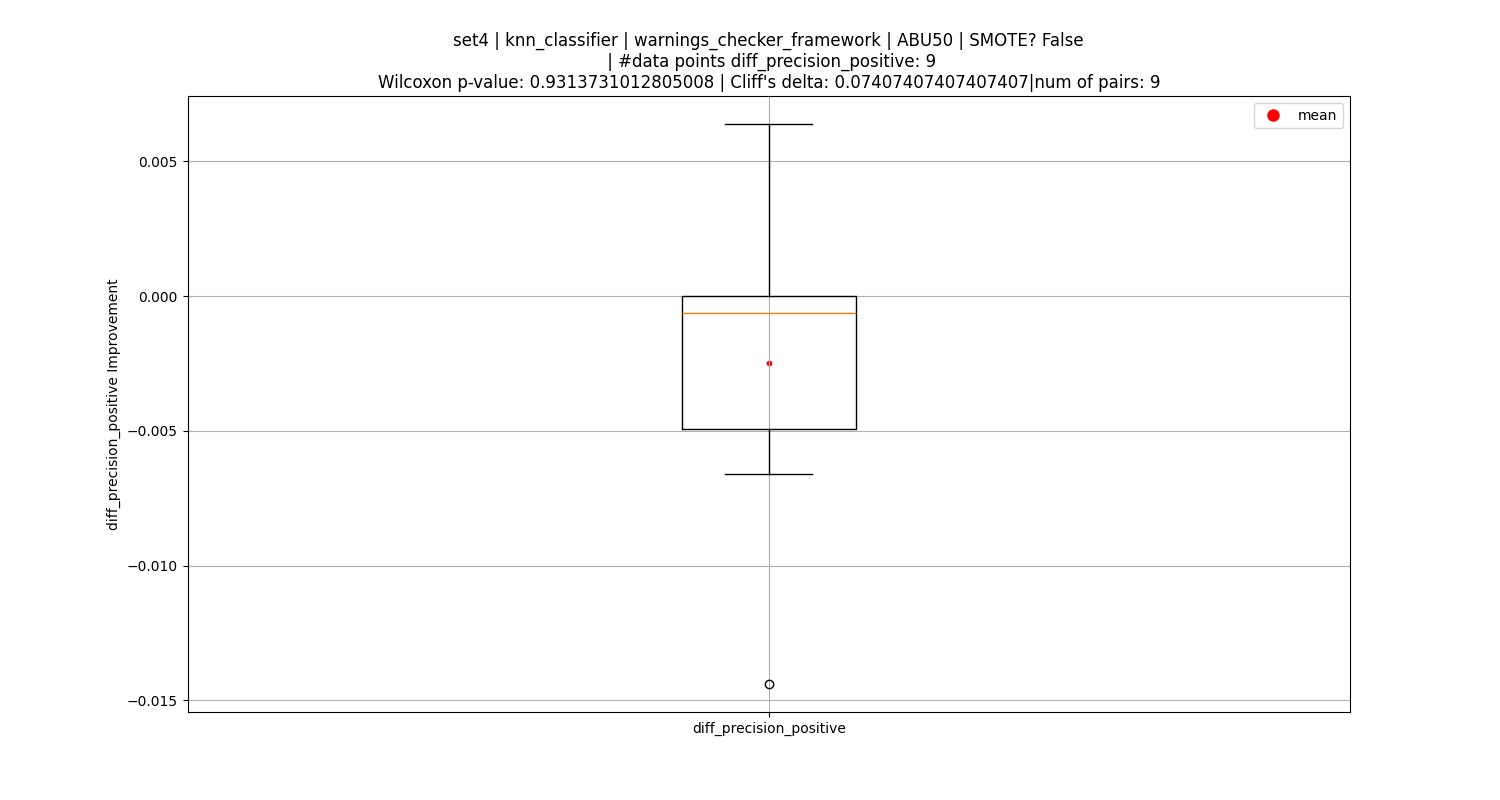 set4 | knn_classifier | warnings_checker_framework | ABU50 | SMOTE? False
| #data points diff_precision_positive: 9
Wilcoxon p-value: 0.9313731012805008 | Cliff's delta: 0.07407407407407407|num of pairs: 9
mean
0.005
0.000
−0.005
−0.010
−0.015
diff_precision_positive Improvement
diff_precision_positive